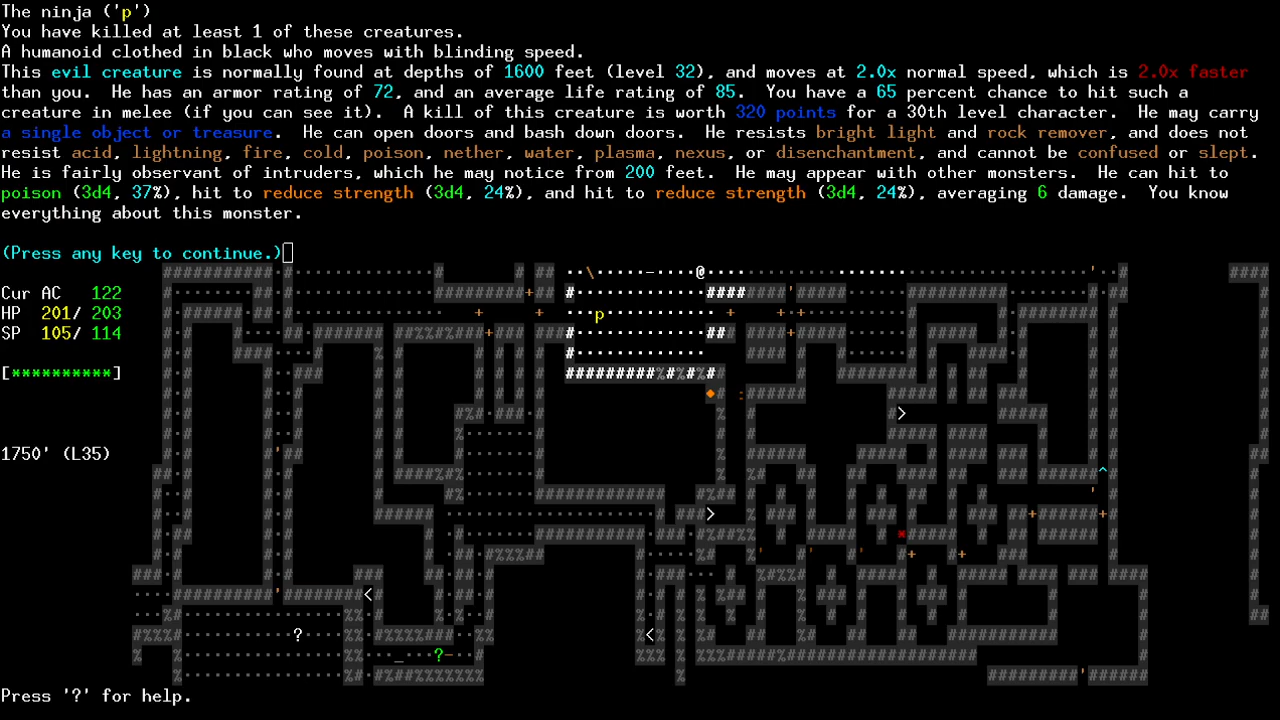 The ninja ('p')
You have killed at least 1 of these creatures.
A humanoid clothed in black who moves with blinding speed.
This evil creature is normally found at depths of 1600 feet (level 32), and moves at 2.0x normal speed, which is 2.0x faster
than you.  He has an armor rating of 72, and an average life rating of 85.  You have a 65 percent chance to hit such a
creature in melee (if you can see it).  A kill of this creature is worth 320 points for a 30th level character.  He may carry
a single object or treasure.  He can open doors and bash down doors.  He resists bright light and rock remover, and does not
resist acid, lightning, fire, cold, poison, nether, water, plasma, nexus, or disenchantment, and cannot be confused or slept.
He is fairly observant of intruders, which he may notice from 200 feet.  He may appear with other monsters.  He can hit to
poison (3d4, 37%), hit to reduce strength (3d4, 24%), and hit to reduce strength (3d4, 24%), averaging 6 damage.  You know
everything about this monster.
(Press any key to continue.)
Cur AC   122
HP  201/ 203
SP  105/ 114
[**********]
1750' (L35)
Press '?' for help.